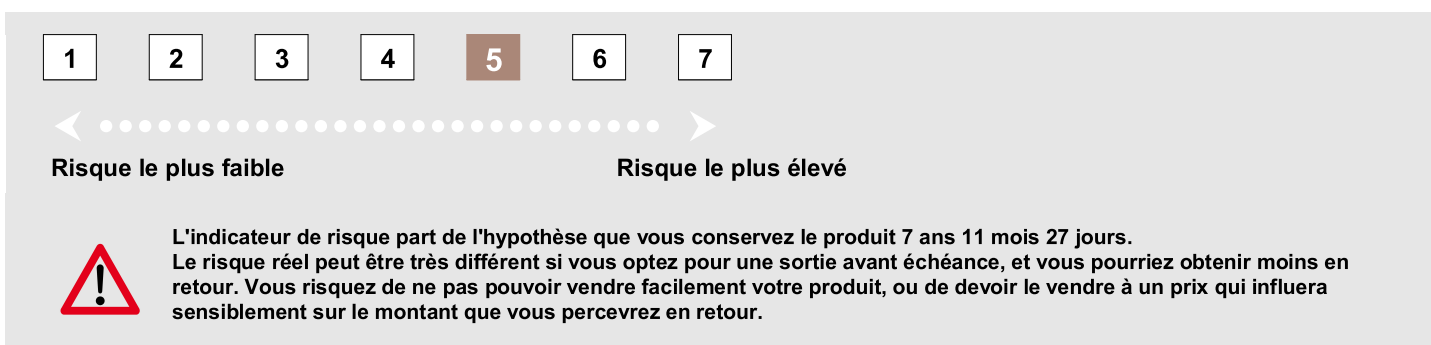 1 2 3 4 5 6 7
Risque le plus faible Risque le plus élevé
L'indicateur de risque part de l'hypothèse que vous conservez le produit 7 ans 11 mois 27 jours.
Le risque réel peut être très différent si vous optez pour une sortie avant échéance, et vous pourriez obtenir moins en
retour. Vous risquez de ne pas pouvoir vendre facilement votre produit, ou de devoir le vendre à un prix qui influera
sensiblement sur le montant que vous percevrez en retour.